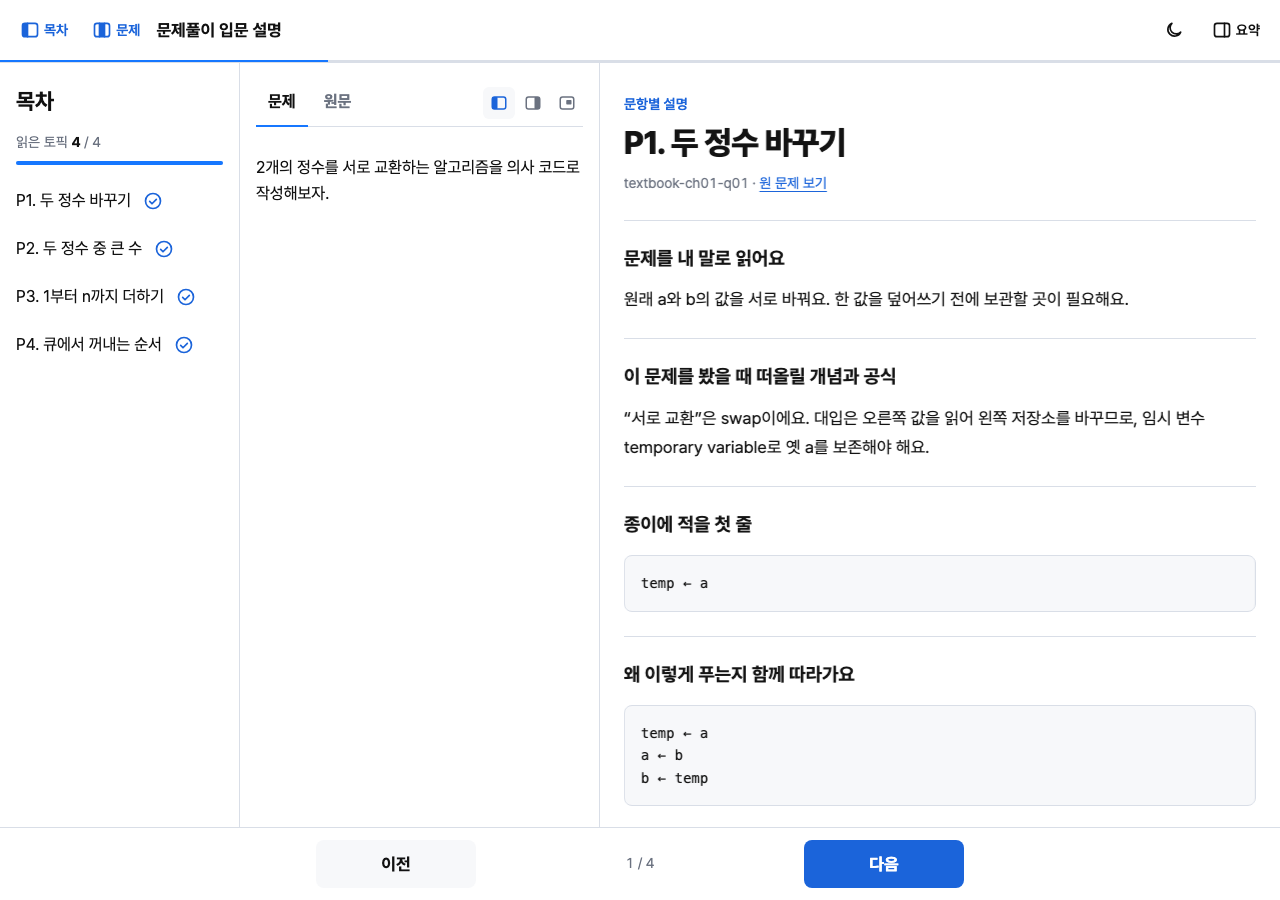 목차
문제
문제풀이 입문 설명
요약
목차
읽은 토픽 4 / 4
P1. 두 정수 바꾸기
P2. 두 정수 중 큰 수
P3. 1부터 n까지 더하기
P4. 큐에서 꺼내는 순서
문제
원문
2개의 정수를 서로 교환하는 알고리즘을 의사 코드로
작성해보자.
문항별 설명
P1. 두 정수 바꾸기
textbook-ch01-q01 · 원 문제 보기
문제를 내 말로 읽어요
원래 a와 b의 값을 서로 바꿔요. 한 값을 덮어쓰기 전에 보관할 곳이 필요해요.
이 문제를 봤을 때 떠올릴 개념과 공식
“서로 교환”은 swap이에요. 대입은 오른쪽 값을 읽어 왼쪽 저장소를 바꾸므로, 임시 변수
temporary variable로 옛 a를 보존해야 해요.
종이에 적을 첫 줄
temp ← a
왜 이렇게 푸는지 함께 따라가요
temp ← a
a ← b
b ← temp
이전
1 / 4
다음